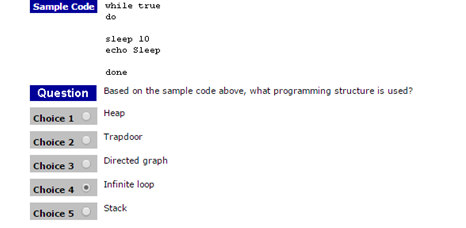 Sample Code while true
do
sleep 10
echo Sleep
done
Question Based on the sample code above, what programming structure is used?
Choice 1 Heap
Choice 2 Trapdoor
Choice 3 Directed graph
Choice 4 Infinite loop
Choice 5 Stack